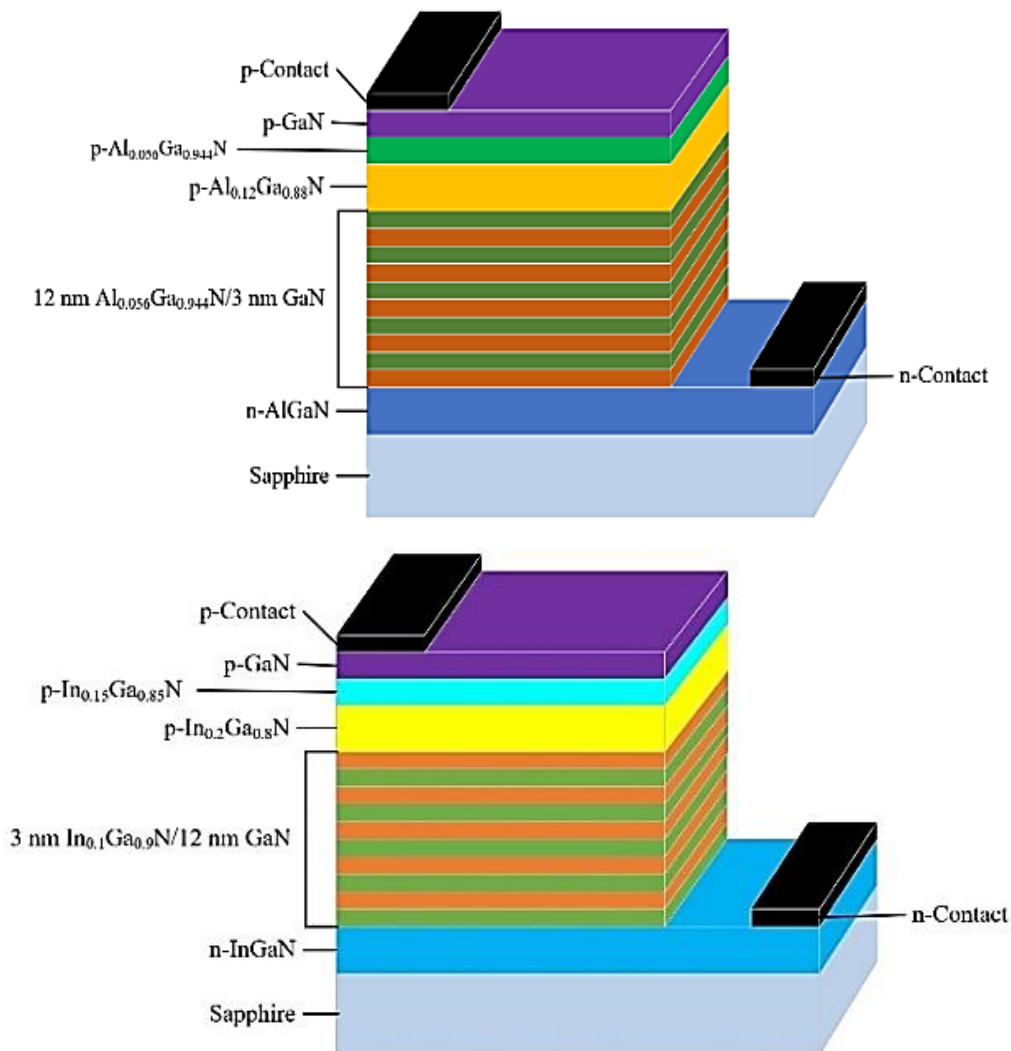 p-Contact
p-GaN
p-Al₀.₀₅₆Ga₀.₉₄₄N
p-Al₀.₁₂Ga₀.₈₈N
12 nm Al₀.₀₅₆Ga₀.₉₄₄N/3 nm GaN
n-Contact
n-AlGaN
Sapphire
p-Contact
p-GaN
p-In₀.₁₅Ga₀.₈₅N
p-In₀.₂Ga₀.₈N
3 nm In₀.₁Ga₀.₉N/12 nm GaN
n-Contact
n-InGaN
Sapphire